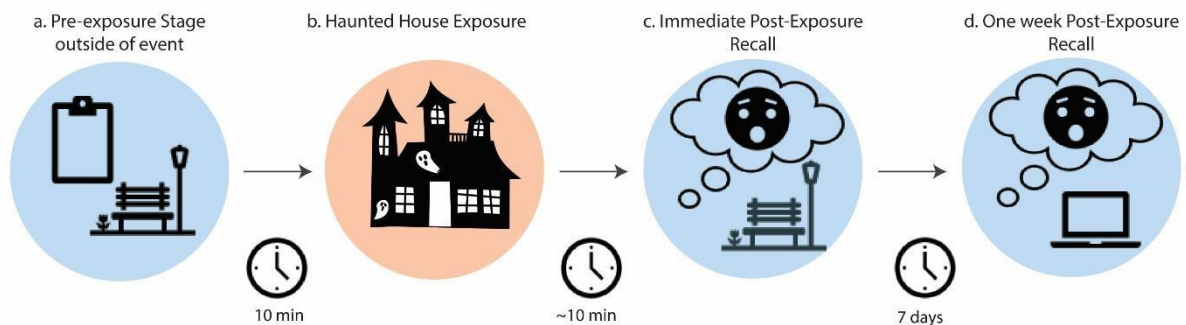 a. Pre-exposure Stage
outside of event
b. Haunted House Exposure
c. Immediate Post-Exposure
Recall
d. One week Post-Exposure
Recall
10 min
~10 min
7 days